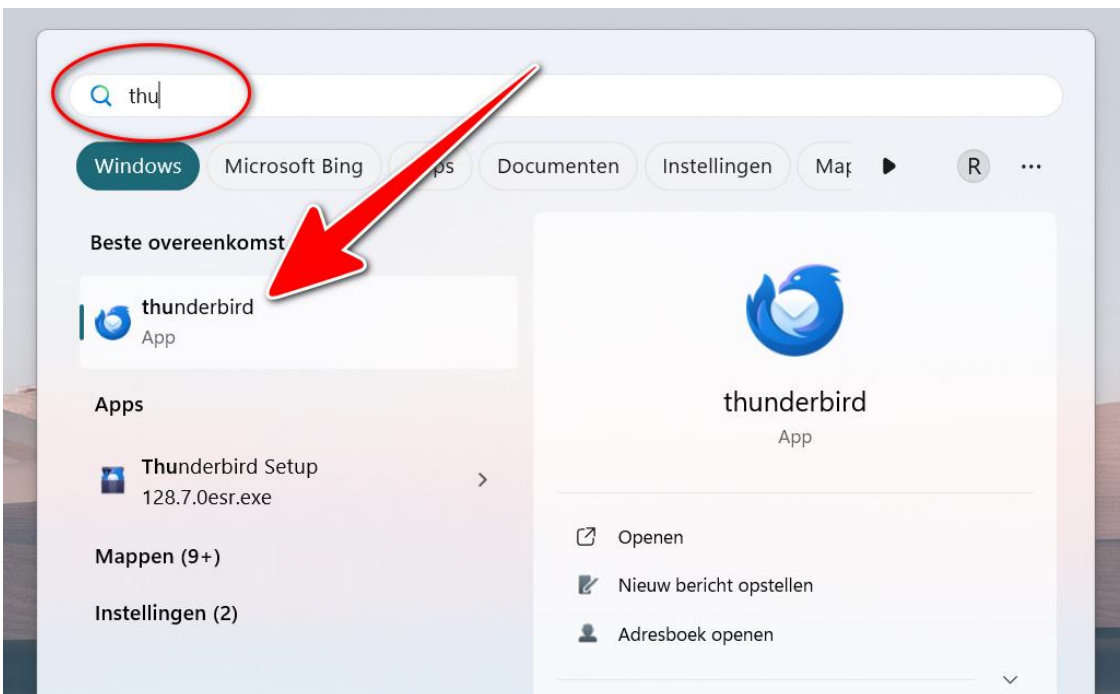 thu
Windows Microsoft Bing Documenten Instellingen
R ...
Beste overeenkomst
thunderbird
App
Apps
Thunderbird Setup
128.7.0esr.exe
Mappen (9+)
Instellingen (2)
thunderbird
App
Openen
Nieuw bericht opstellen
Adresboek openen